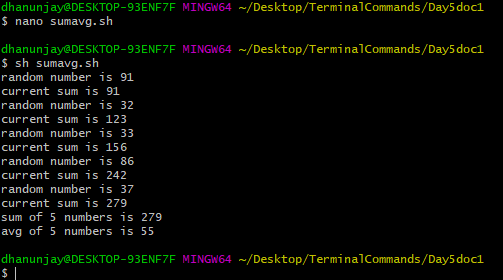 dhanunjay@DESKTOP-93ENF7F MINGW64 ~/Desktop/TerminalCommands/Day5doc1
$ nano sumavg.sh
dhanunjay@DESKTOP-93ENF7F MINGW64 ~/Desktop/TerminalCommands/Day5doc1
$ sh sumavg.sh
random number is 91
current sum is 91
random number is 32
current sum is 123
random number is 33
current sum is 156
random number is 86
current sum is 242
random number is 37
current sum is 279
sum of 5 numbers is 279
avg of 5 numbers is 55
dhanunjay@DESKTOP-93ENF7F MINGW64 ~/Desktop/TerminalCommands/Day5doc1
$